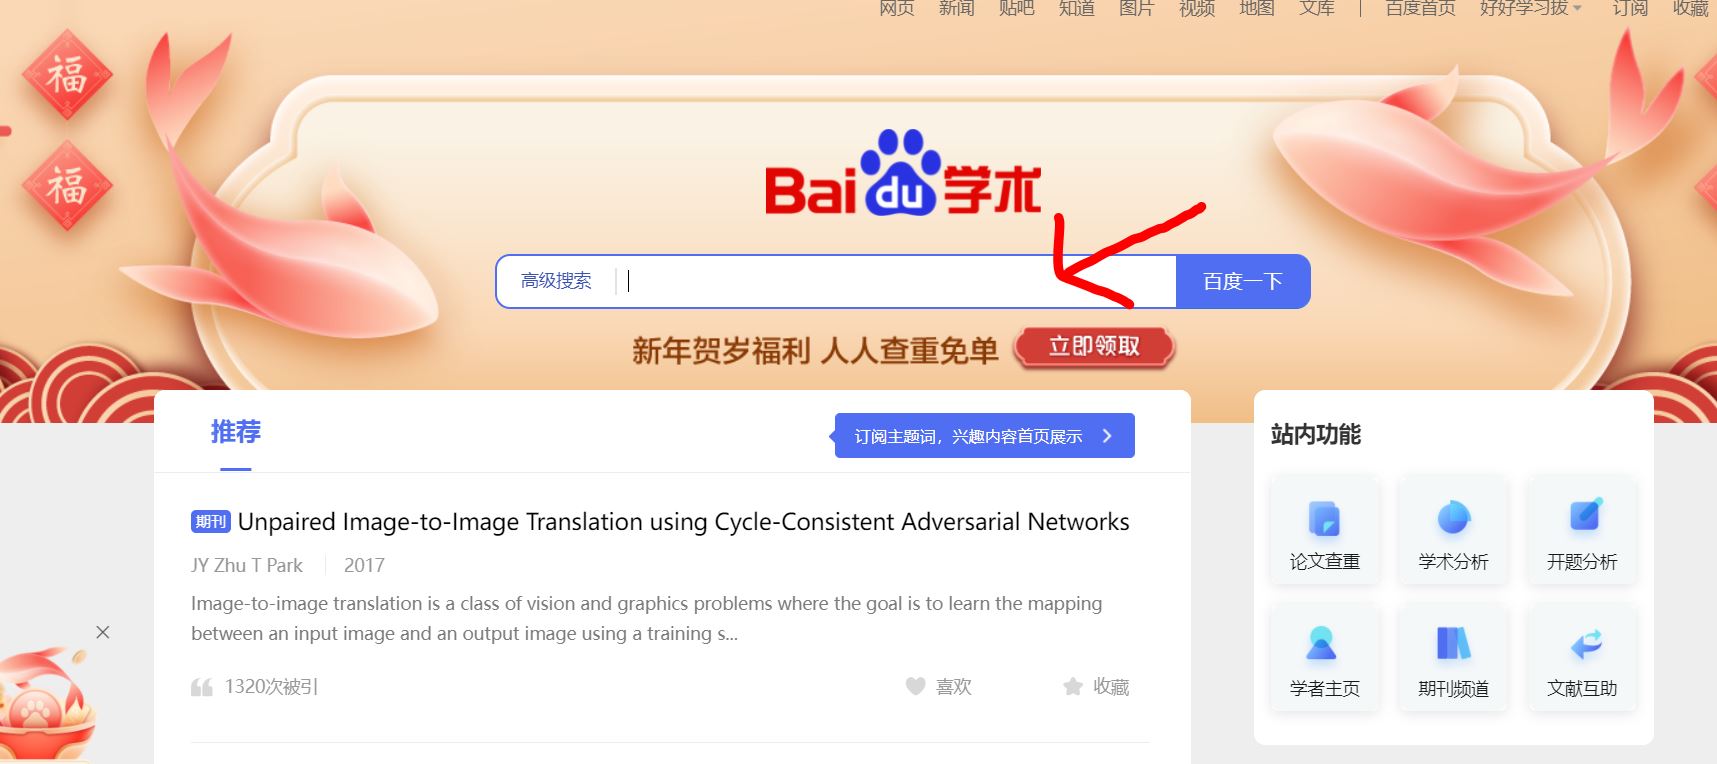 网页 新闻 贴吧 知道 图片 视频 地图 文库 | 百度首页 好好学习拔 订阅 收藏
福
福
Baidu学术
高级搜索 百度一下
新年贺岁福利 人人查重免单 立即领取
推荐
订阅主题词，兴趣内容首页展示
期刊 Unpaired Image-to-Image Translation using Cycle-Consistent Adversarial Networks
JY Zhu T Park 2017
Image-to-image translation is a class of vision and graphics problems where the goal is to learn the mapping
between an input image and an output image using a training s...
1320次被引 喜欢 收藏
站内功能
论文查重 学术分析 开题分析
学者主页 期刊频道 文献互助